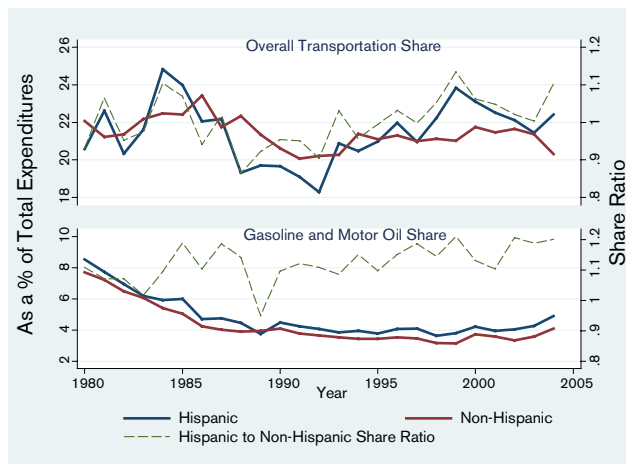 Overall Transportation Share
As a % of Total Expenditures
26
24
22
20
18
1.2
1.1
1
.9
.8
Share Ratio
Gasoline and Motor Oil Share
10
8
6
4
2
1.2
1.1
1
.9
.8
1980 1985 1990 1995 2000 2005
Year
Hispanic Non-Hispanic
Hispanic to Non-Hispanic Share Ratio